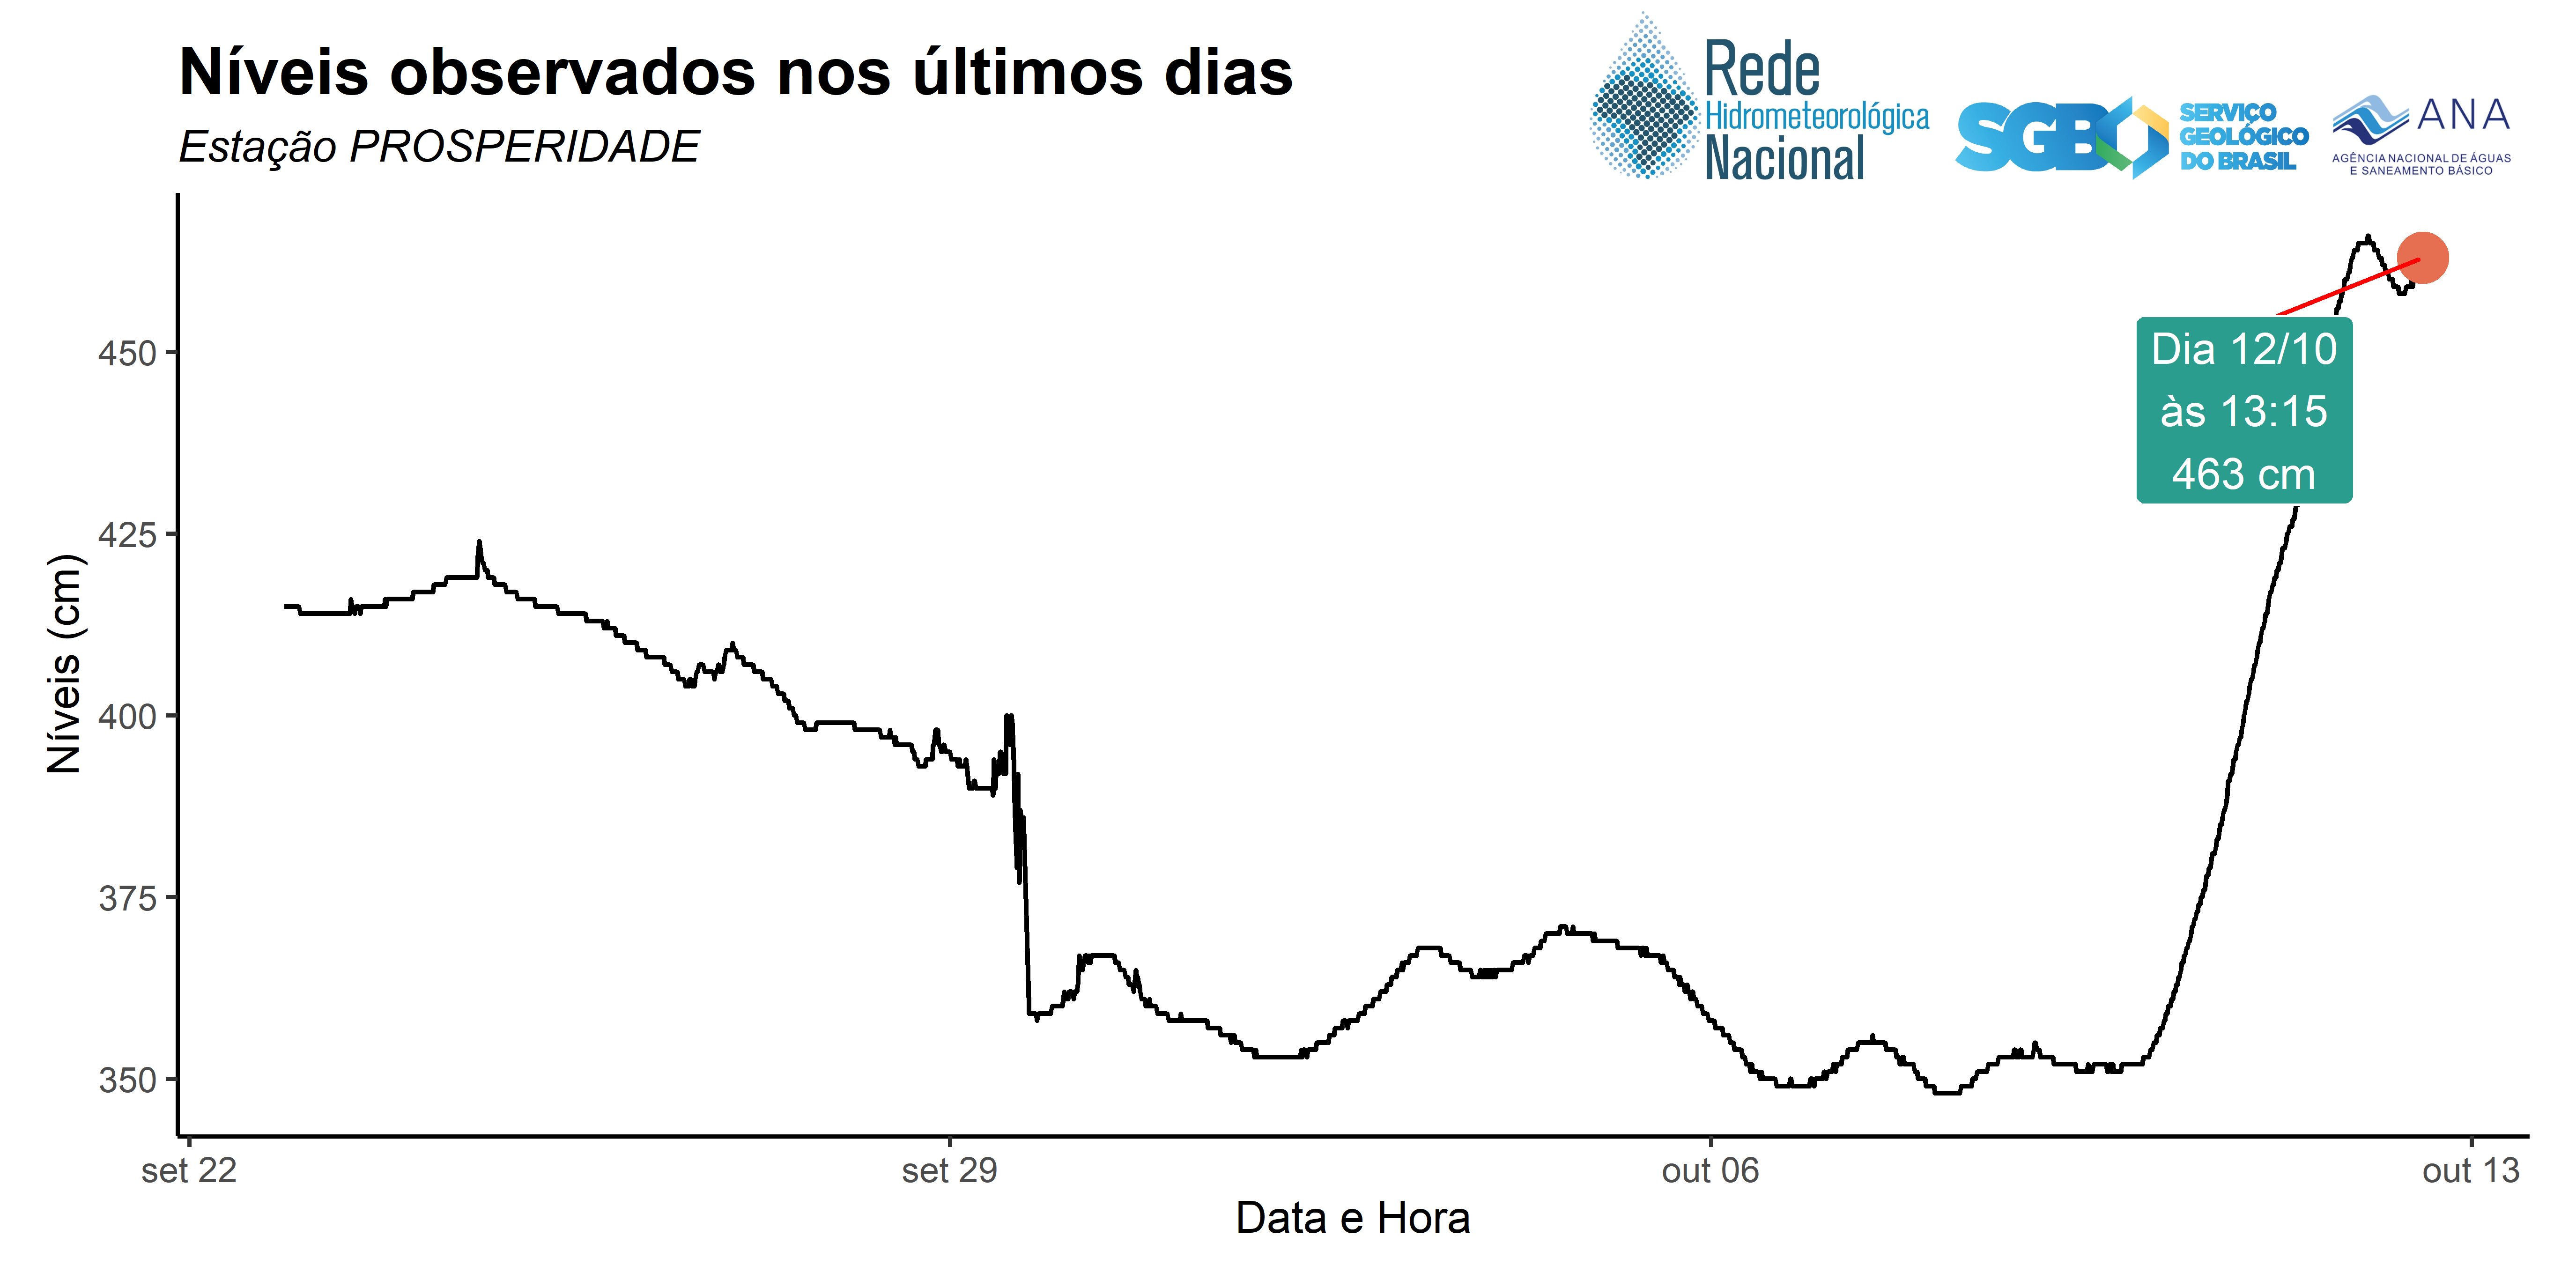 Níveis observados nos últimos dias
Estação PROSPERIDADE
Rede
Hidrometeorológica
Nacional
SGB
SERVIÇO
GEOLÓGICO
DO BRASIL
ANA
AGÊNCIA NACIONAL DE ÁGUAS
E SANEAMENTO BÁSICO
Níveis (cm)
450
425
400
375
350
Dia 12/10
às 13:15
463 cm
set 22
set 29
out 06
out 13
Data e Hora